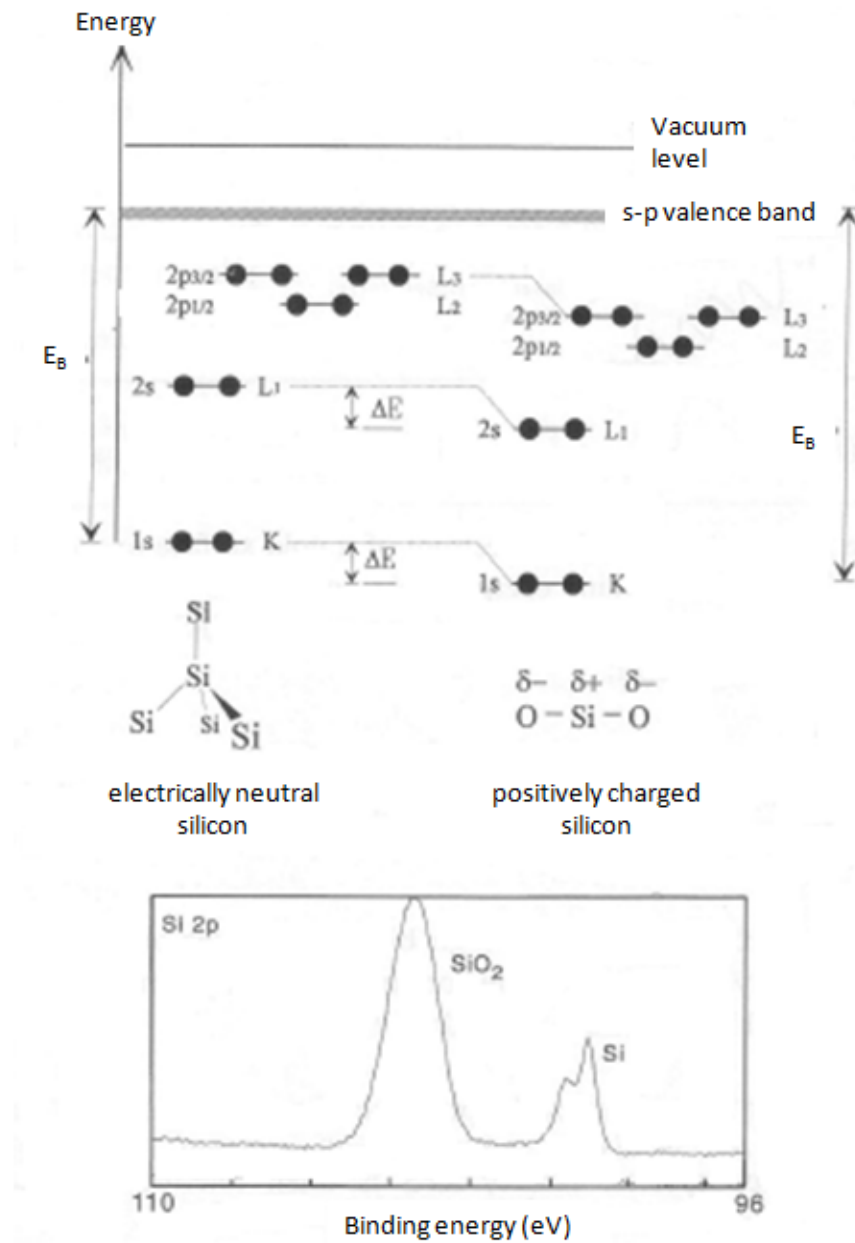 Energy
Vacuum
level
s-p valence band
2p3/2 L3
2p1/2 L2
2p3/2 L3
2p1/2 L2
EB
EB
2s L1
ΔE
2s L1
1s K
ΔE
1s K
SI
Si
Si Si Si
δ– δ+ δ–
O – Si – O
electrically neutral
silicon
positively charged
silicon
SI 2p
SiO2
Si
110 96
Binding energy (eV)